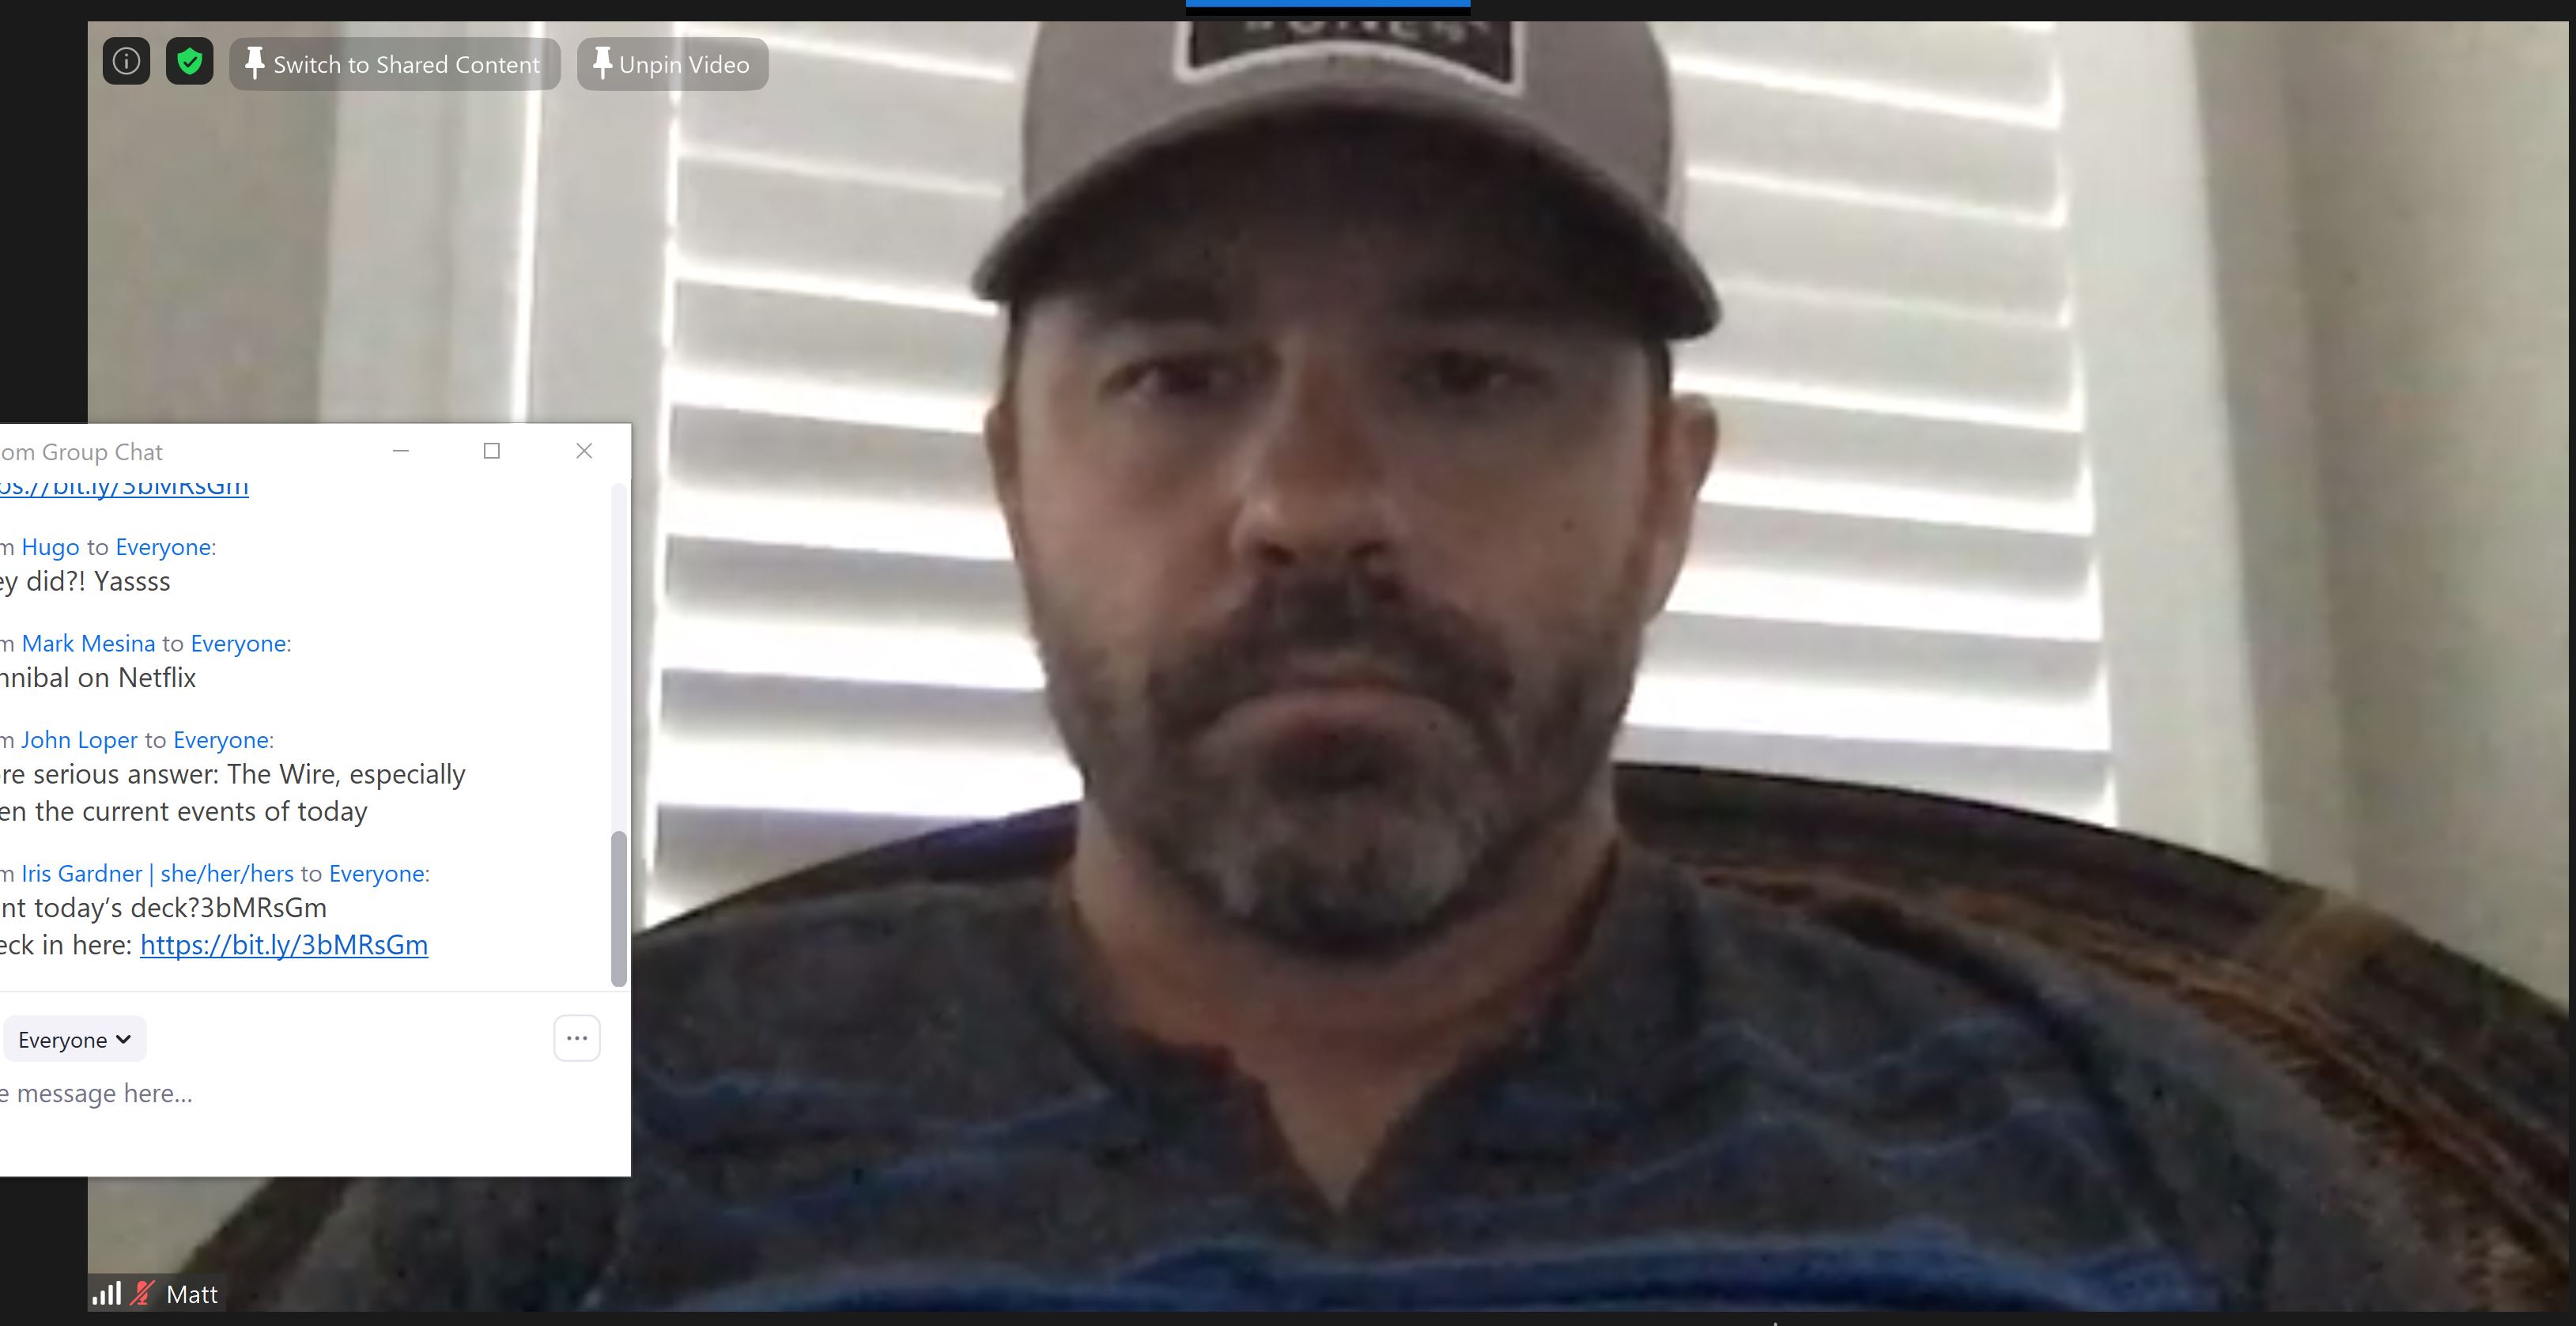 Switch to Shared Content
Unpin Video
om Group Chat
ps://bit.ly/3bMRsGm
m Hugo to Everyone:
ey did?! Yassss
m Mark Mesina to Everyone:
nnibal on Netflix
m John Loper to Everyone:
re serious answer: The Wire, especially
en the current events of today
m Iris Gardner | she/her/hers to Everyone:
nt today’s deck?3bMRsGm
eck in here: https://bit.ly/3bMRsGm
Everyone
e message here...
Matt